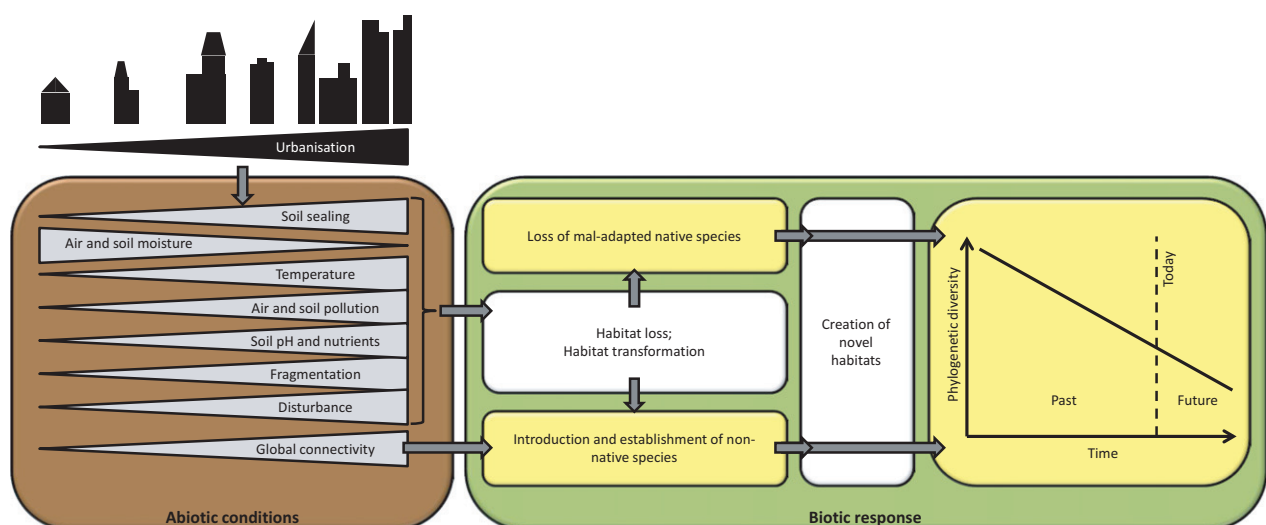 Urbanisation
Soil sealing
Air and soil moisture
Temperature
Air and soil pollution
Soil pH and nutrients
Fragmentation
Disturbance
Global connectivity
Abiotic conditions
Loss of mal-adapted native species
Habitat loss;
Habitat transformation
Introduction and establishment of non-
native species
Creation of
novel
habitats
Phylogenetic diversity
Today
Past
Future
Time
Biotic response